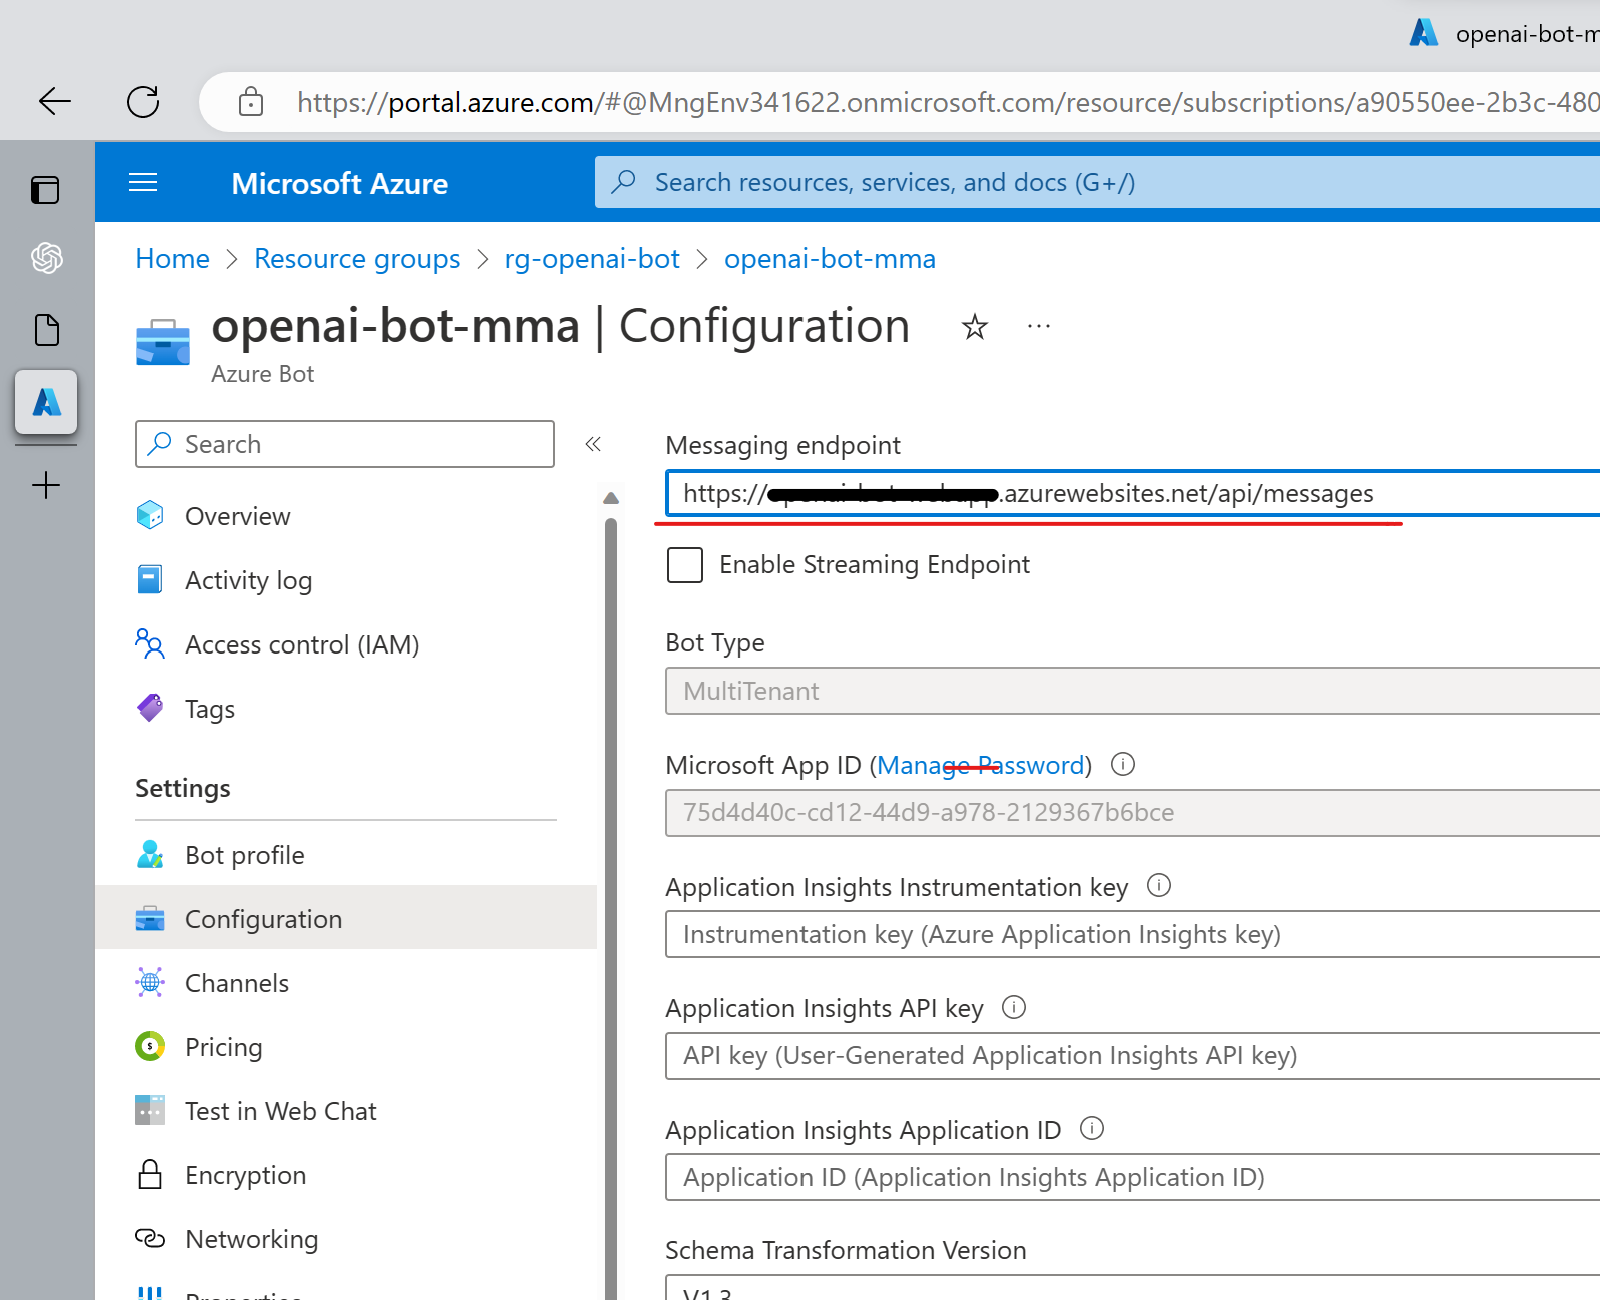 openai-bot-m
https://portal.azure.com/#@MngEnv341622.onmicrosoft.com/resource/subscriptions/a90550ee-2b3c-480
Microsoft Azure
Search resources, services, and docs (G+/)
Home > Resource groups > rg-openai-bot > openai-bot-mma
openai-bot-mma | Configuration
Azure Bot
Search
Overview
Activity log
Access control (IAM)
Tags
Settings
Bot profile
Configuration
Channels
Pricing
Test in Web Chat
Encryption
Networking
Properties
Messaging endpoint
https://.azurewebsites.net/api/messages
Enable Streaming Endpoint
Bot Type
MultiTenant
Microsoft App ID (Manage Password)
75d4d40c-cd12-44d9-a978-2129367b6bce
Application Insights Instrumentation key
Instrumentation key (Azure Application Insights key)
Application Insights API key
API key (User-Generated Application Insights API key)
Application Insights Application ID
Application ID (Application Insights Application ID)
Schema Transformation Version
V1.3